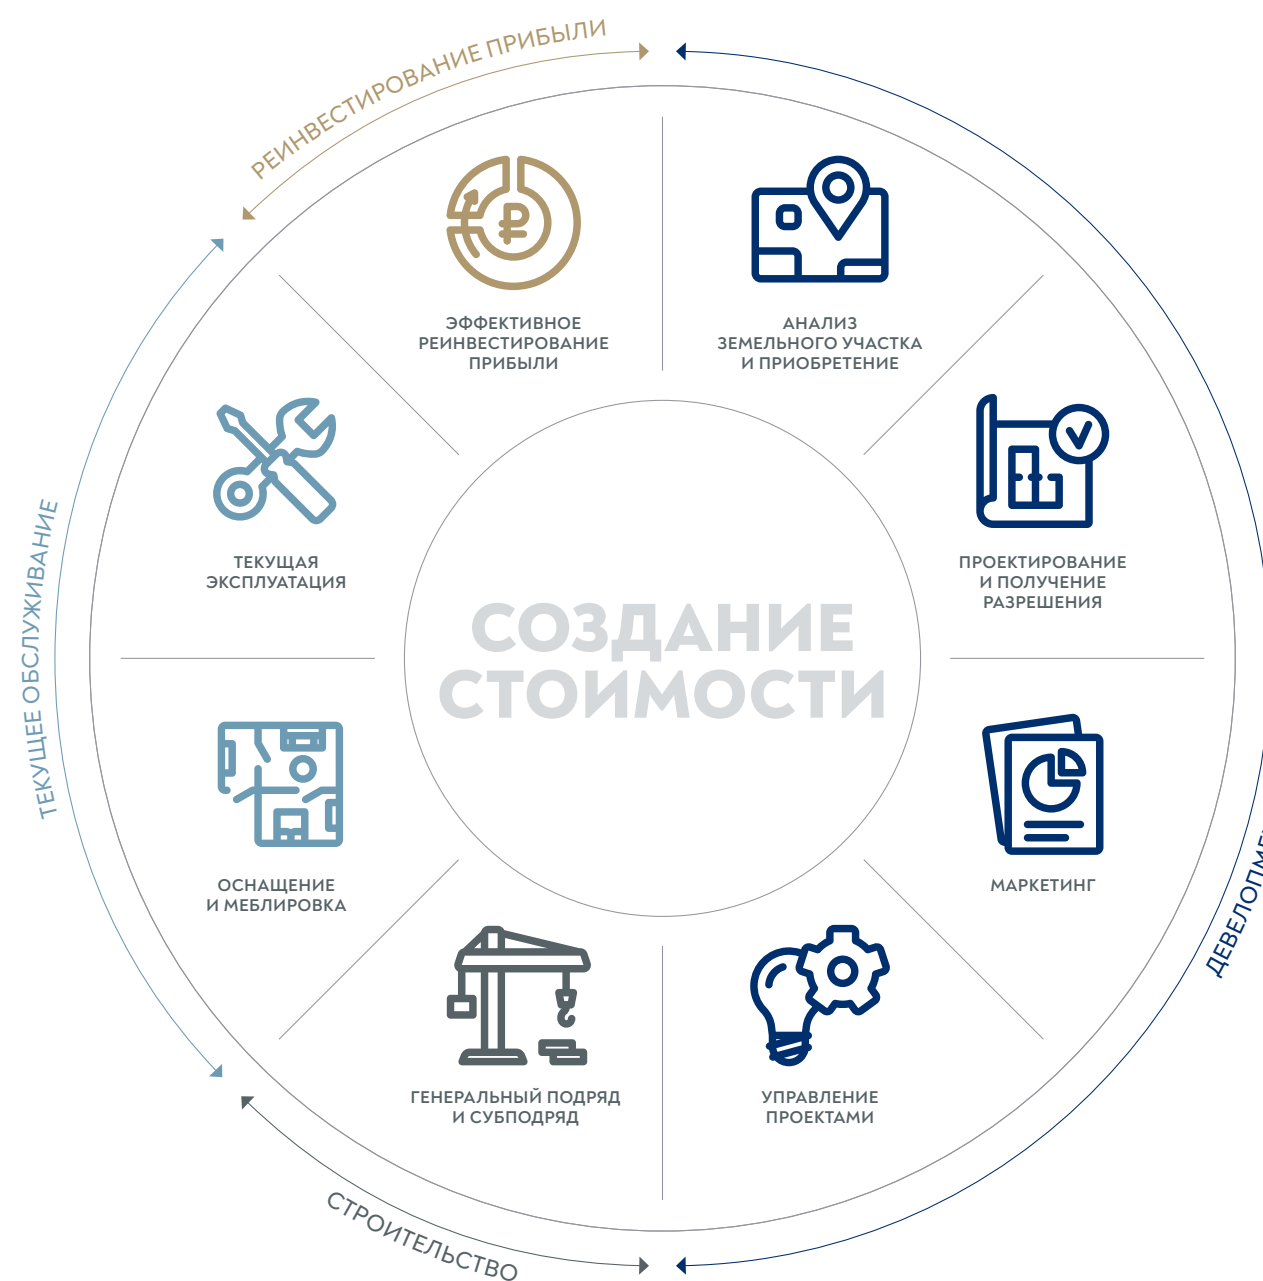 РЕИНВЕСТИРОВАНИЕ ПРИБЫЛИ
ЭФФЕКТИВНОЕ
РЕИНВЕСТИРОВАНИЕ
ПРИБЫЛИ
АНАЛИЗ
ЗЕМЕЛЬНОГО УЧАСТКА
И ПРИОБРЕТЕНИЕ
ТЕКУЩАЯ
ЭКСПЛУАТАЦИЯ
ПРОЕКТИРОВАНИЕ
И ПОЛУЧЕНИЕ
РАЗРЕШЕНИЯ
ТЕКУЩЕЕ ОБСЛУЖИВАНИЕ
СОЗДАНИЕ
СТОИМОСТИ
ОСНАЩЕНИЕ
И МЕБЛИРОВКА
МАРКЕТИНГ
ГЕНЕРАЛЬНЫЙ ПОДРЯД
И СУБПОДРЯД
УПРАВЛЕНИЕ
ПРОЕКТАМИ
СТРОИТЕЛЬСТВО